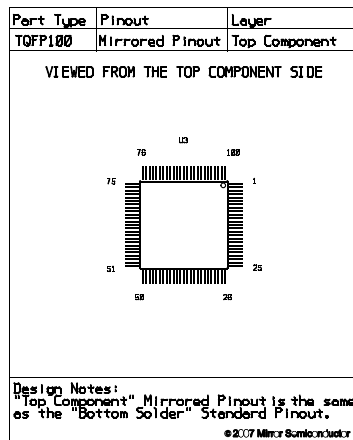 Part Type Pinout Layer
TQFP100 Mirrored Pinout Top Component
VIEWED FROM THE TOP COMPONENT SIDE
U3
76 100
75 1
51 25
50 26
Design Notes:
"Top Component" Mirrored Pinout is the same
as the "Bottom Solder" Standard Pinout.
©2007 Mirror Semiconductor